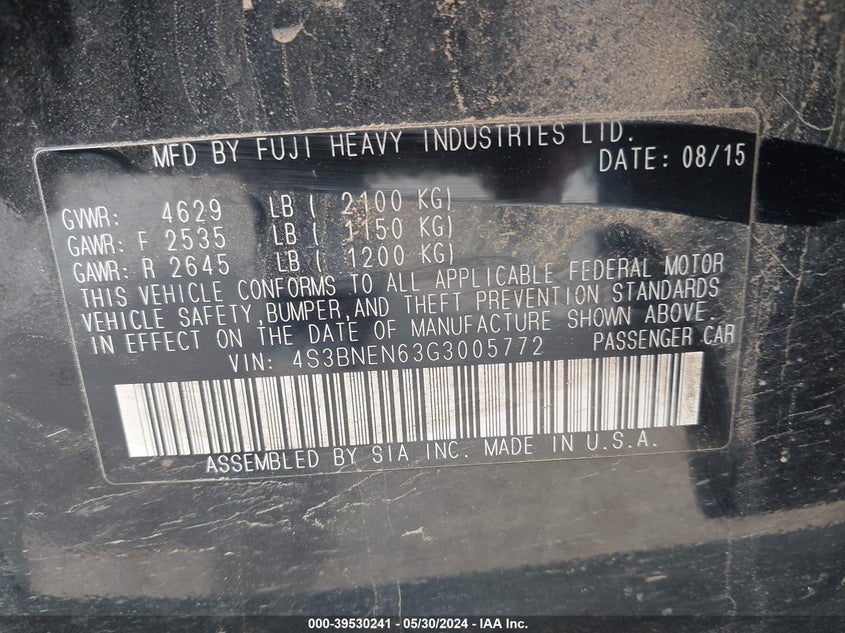 MFD BY FUJI HEAVY INDUSTRIES LTD.
DATE: 08/15
GVWR: 4629 LB ( 2100 KG)
GAWR: F 2535 LB ( 1150 KG)
GAWR: R 2645 LB ( 1200 KG)
THIS VEHICLE CONFORMS TO ALL APPLICABLE FEDERAL MOTOR
VEHICLE SAFETY, BUMPER, AND THEFT PREVENTION STANDARDS
IN EFFECT ON THE DATE OF MANUFACTURE SHOWN ABOVE.
VIN: 4S3BNEN63G3005772 PASSENGER CAR
ASSEMBLED BY SIA INC. MADE IN U.S.A.
000-39530241 - 05/30/2024 - IAA Inc.